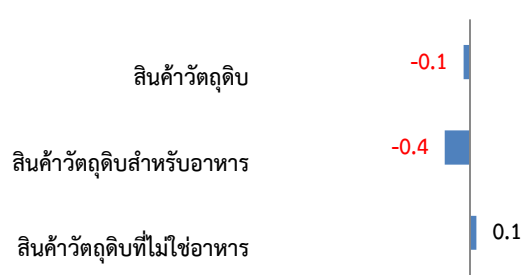 สินค้าวัตถุดิบ -0.1
สินค้าวัตถุดิบสำหรับอาหาร -0.4
สินค้าวัตถุดิบที่ไม่ใช่อาหาร 0.1